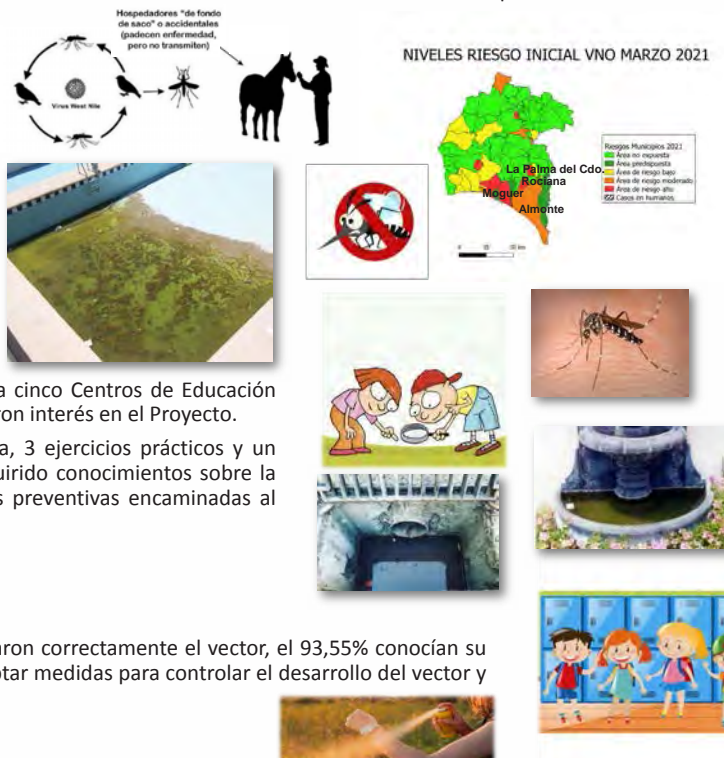 Hospedadores "de fondo
de saco" o accidentales
(padecen enfermedad,
pero no transmiten)
Virus West Nile
NIVELES RIESGO INICIAL VNO MARZO 2021
La Palma del Cdo.
Rociana
Moguer
Almonte
Riesgos Municipios 2021
Área no expuesta
Área predispuesta
Área de riesgo bajo
Área de riesgo moderado
Área de riesgo alto
Casos en humanos
a cinco Centros de Educación
ron interés en el Proyecto.
a, 3 ejercicios prácticos y un
uirido conocimientos sobre la
s preventivas encaminadas al
aron correctamente el vector, el 93,55% conocían su
ptar medidas para controlar el desarrollo del vector y